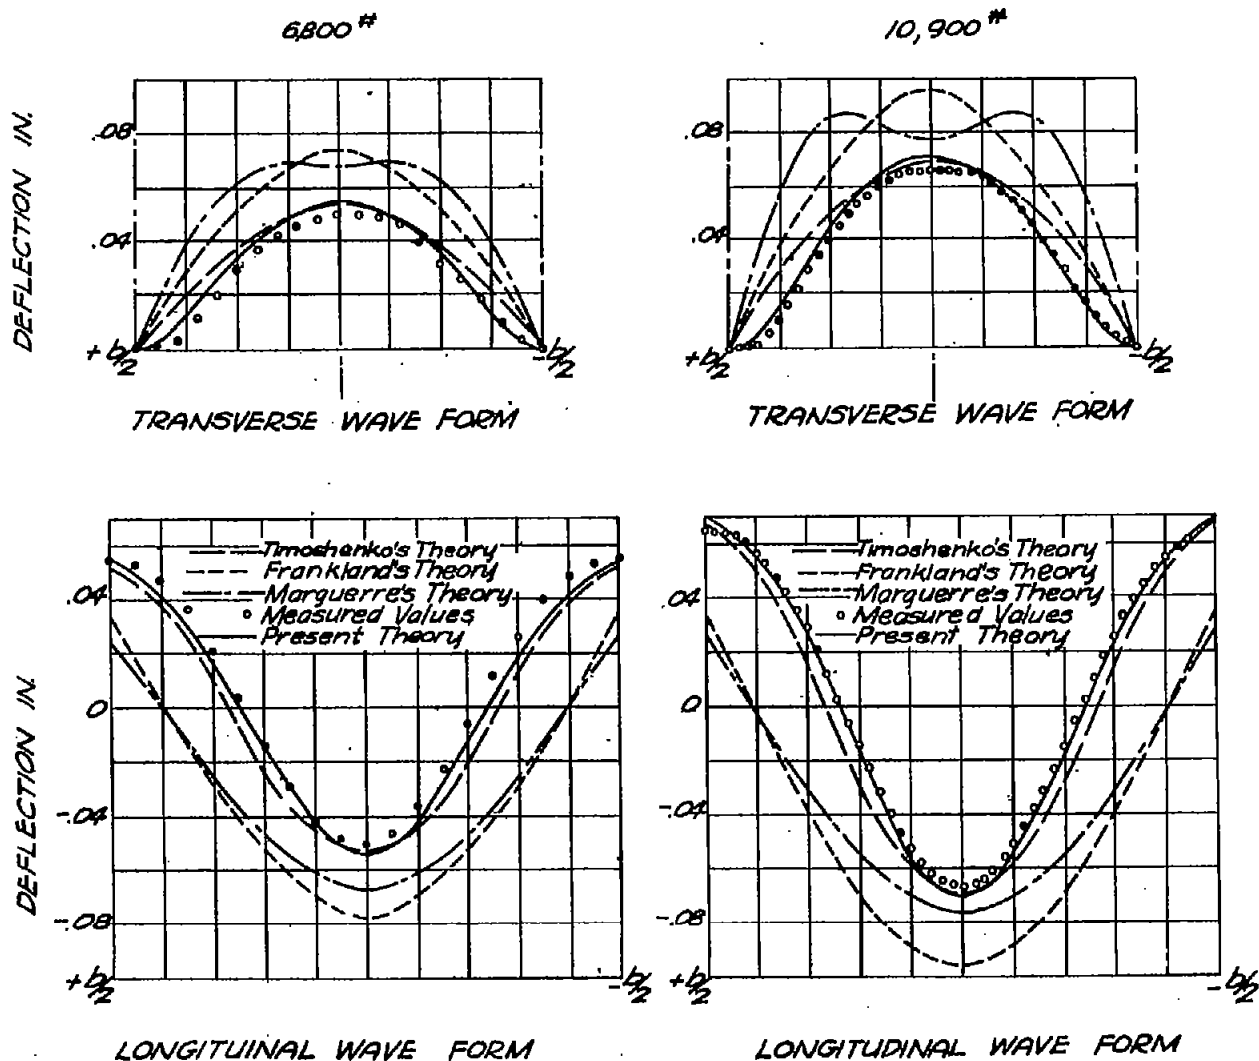 6,800 #
10,900 #
DEFLECTION IN.
.08
.04
+b/2
-b/2
TRANSVERSE WAVE FORM
.08
.04
+b/2
-b/2
TRANSVERSE WAVE FORM
DEFLECTION IN.
.04
0
-.04
-.08
+b/2
-b/2
Timoshenko's Theory
Frankland's Theory
Marguerre's Theory
Measured Values
Present Theory
LONGITUINAL WAVE FORM
.04
0
-.04
-.08
+b/2
-b/2
Timoshenko's Theory
Frankland's Theory
Marguerre's Theory
Measured Values
Present Theory
LONGITUDINAL WAVE FORM